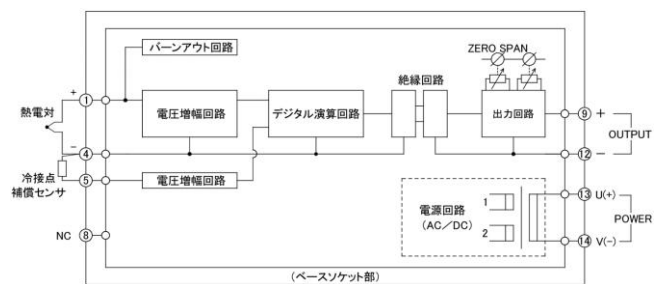 バーンアウト回路
ZERO SPAN
絶縁回路
+
①
熱電対
電圧増幅回路
デジタル演算回路
出力回路
⑨ +
OUTPUT
−
④
⑫ −
冷接点
補償センサ
⑤
電圧増幅回路
電源回路
(AC/DC)
1
2
⑬ U(+)
POWER
⑭ V(−)
NC ⑧
(ベースソケット部)